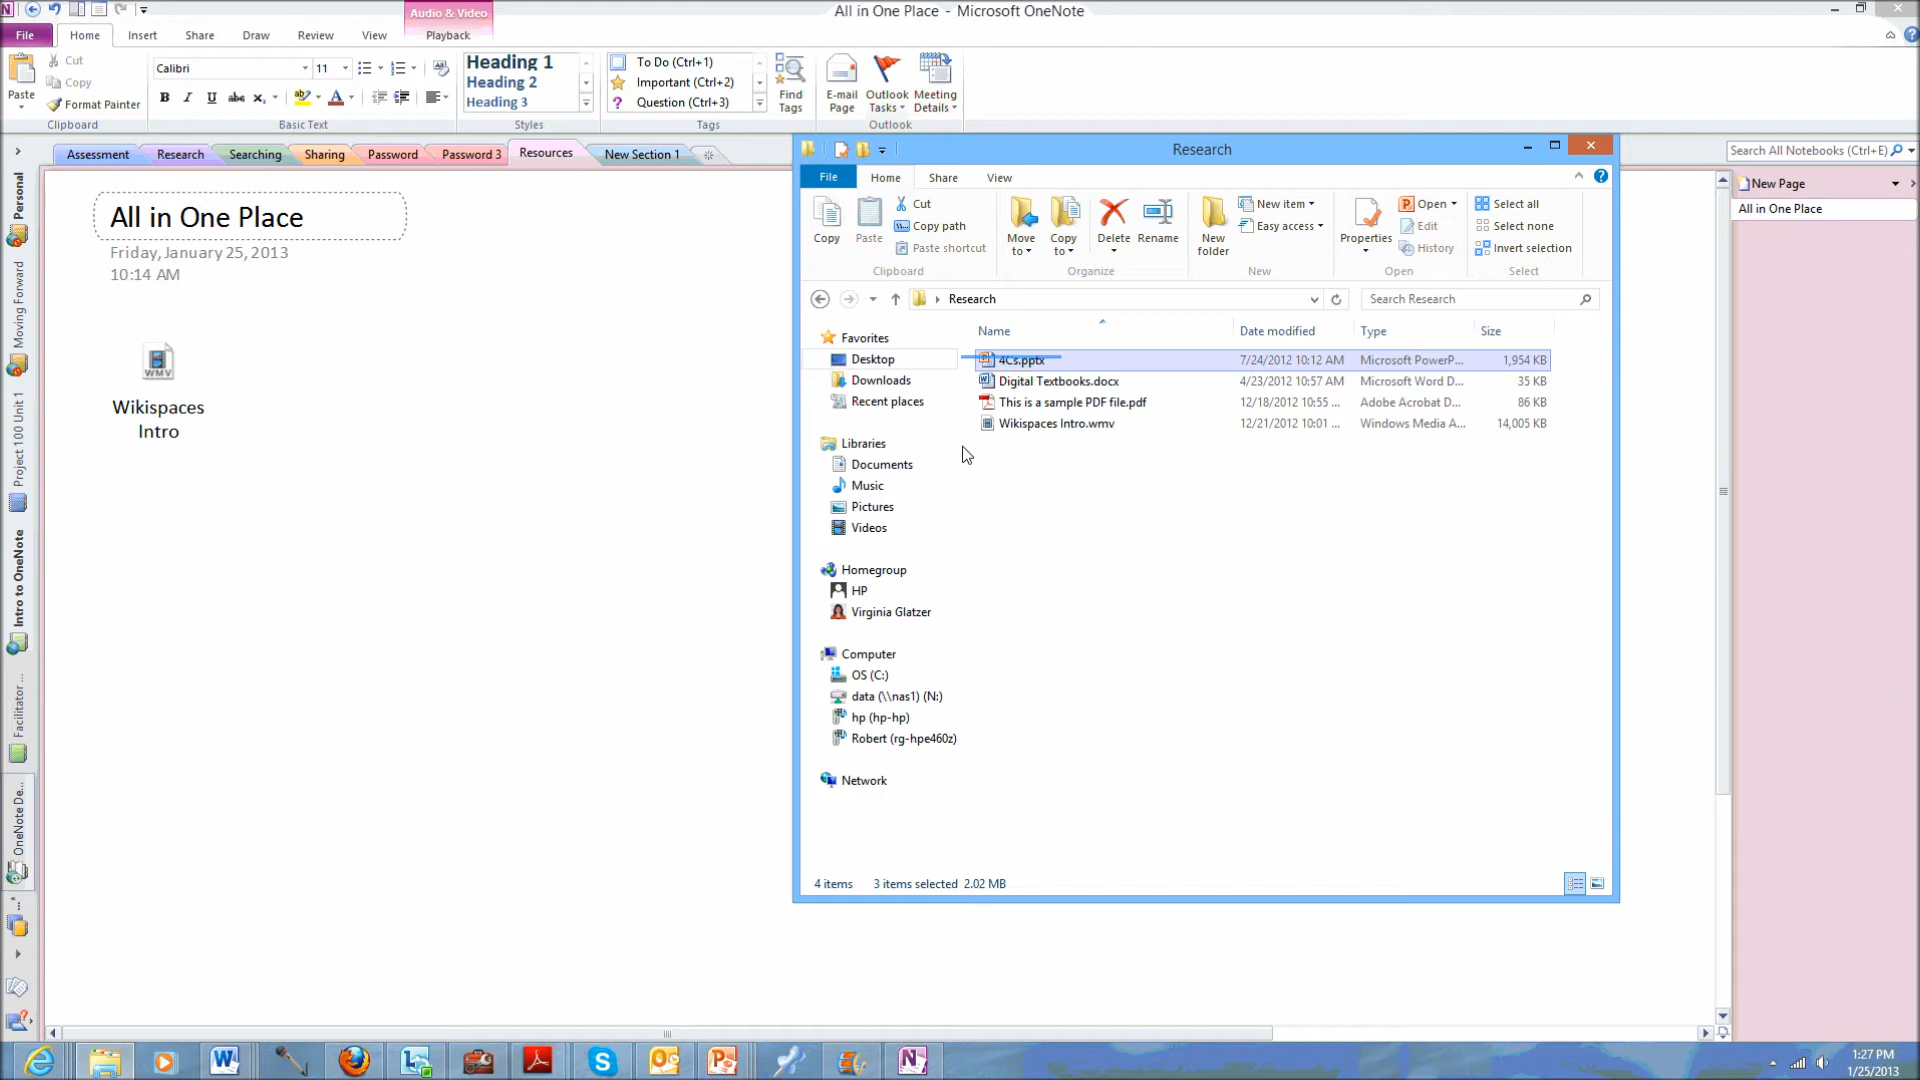 Audio & Video
All in One Place - Microsoft OneNote
File Home Insert Share Draw Review View Playback
Cut
Copy
Format Painter
Paste
Clipboard
Calibri 11
B I U abc x₂
Basic Text
Heading 1
Heading 2
Heading 3
Styles
To Do (Ctrl+1)
Important (Ctrl+2)
Question (Ctrl+3)
Tags
Find Tags
E-mail Page
Outlook Tasks
Meeting Details
Outlook
Assessment Research Searching Sharing Password Password 3 Resources New Section 1
Search All Notebooks (Ctrl+E)
New Page
All in One Place
Personal
Moving Forward
Project 100 Unit 1
Intro to OneNote
Facilitator ...
OneNote De...
All in One Place
Friday, January 25, 2013
10:14 AM
WMV
Wikispaces
Intro
Research
File Home Share View
Copy
Paste
Cut
Copy path
Paste shortcut
Clipboard
Move to
Copy to
Delete
Rename
Organize
New folder
New item
Easy access
New
Properties
Open
Edit
History
Open
Select all
Select none
Invert selection
Select
Research
Search Research
Name Date modified Type Size
4Cs.pptx 7/24/2012 10:12 AM Microsoft PowerP... 1,954 KB
Digital Textbooks.docx 4/23/2012 10:57 AM Microsoft Word D... 35 KB
This is a sample PDF file.pdf 12/18/2012 10:55 ... Adobe Acrobat D... 86 KB
Wikispaces Intro.wmv 12/21/2012 10:01 ... Windows Media A... 14,005 KB
Favorites
Desktop
Downloads
Recent places
Libraries
Documents
Music
Pictures
Videos
Homegroup
HP
Virginia Glatzer
Computer
OS (C:)
data (\\nas1) (N:)
hp (hp-hp)
Robert (rg-hpe460z)
Network
4 items 3 items selected 2.02 MB
1:27 PM
1/25/2013